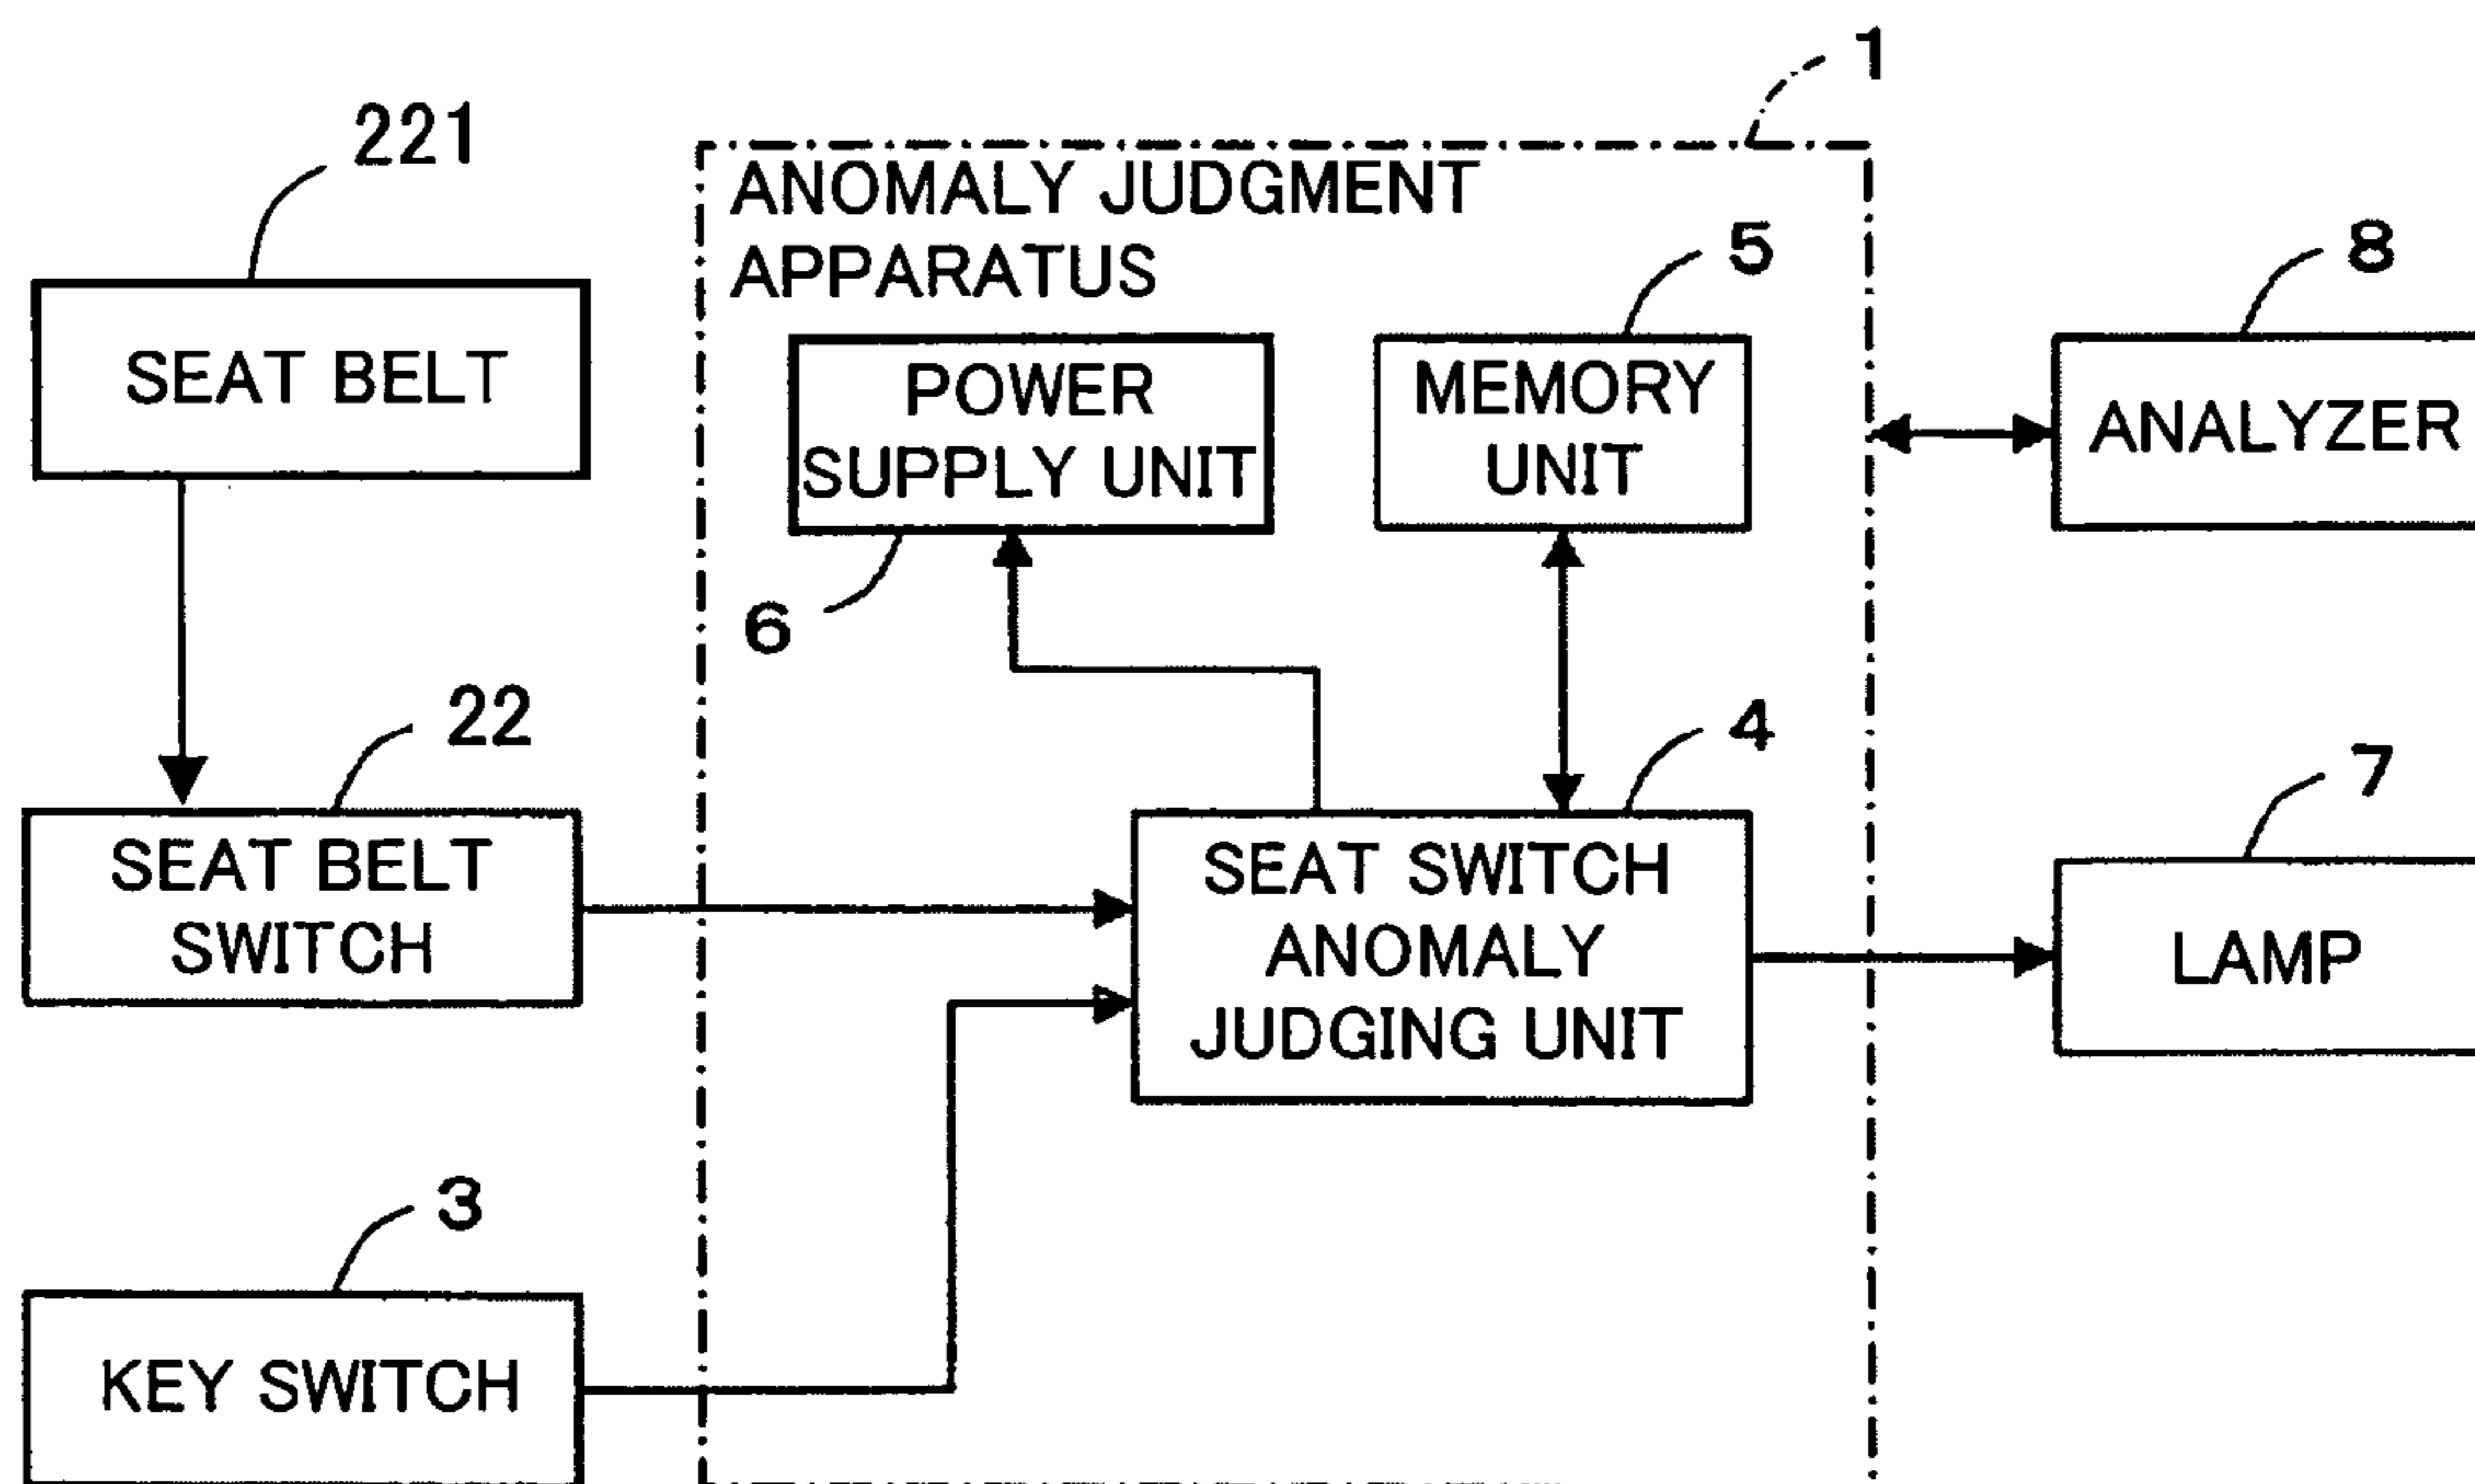 1
221
ANOMALY JUDGMENT
APPARATUS
5
8
SEAT BELT
POWER
SUPPLY UNIT
MEMORY
UNIT
ANALYZER
6
22
4
7
SEAT BELT
SWITCH
SEAT SWITCH
ANOMALY
JUDGING UNIT
LAMP
3
KEY SWITCH